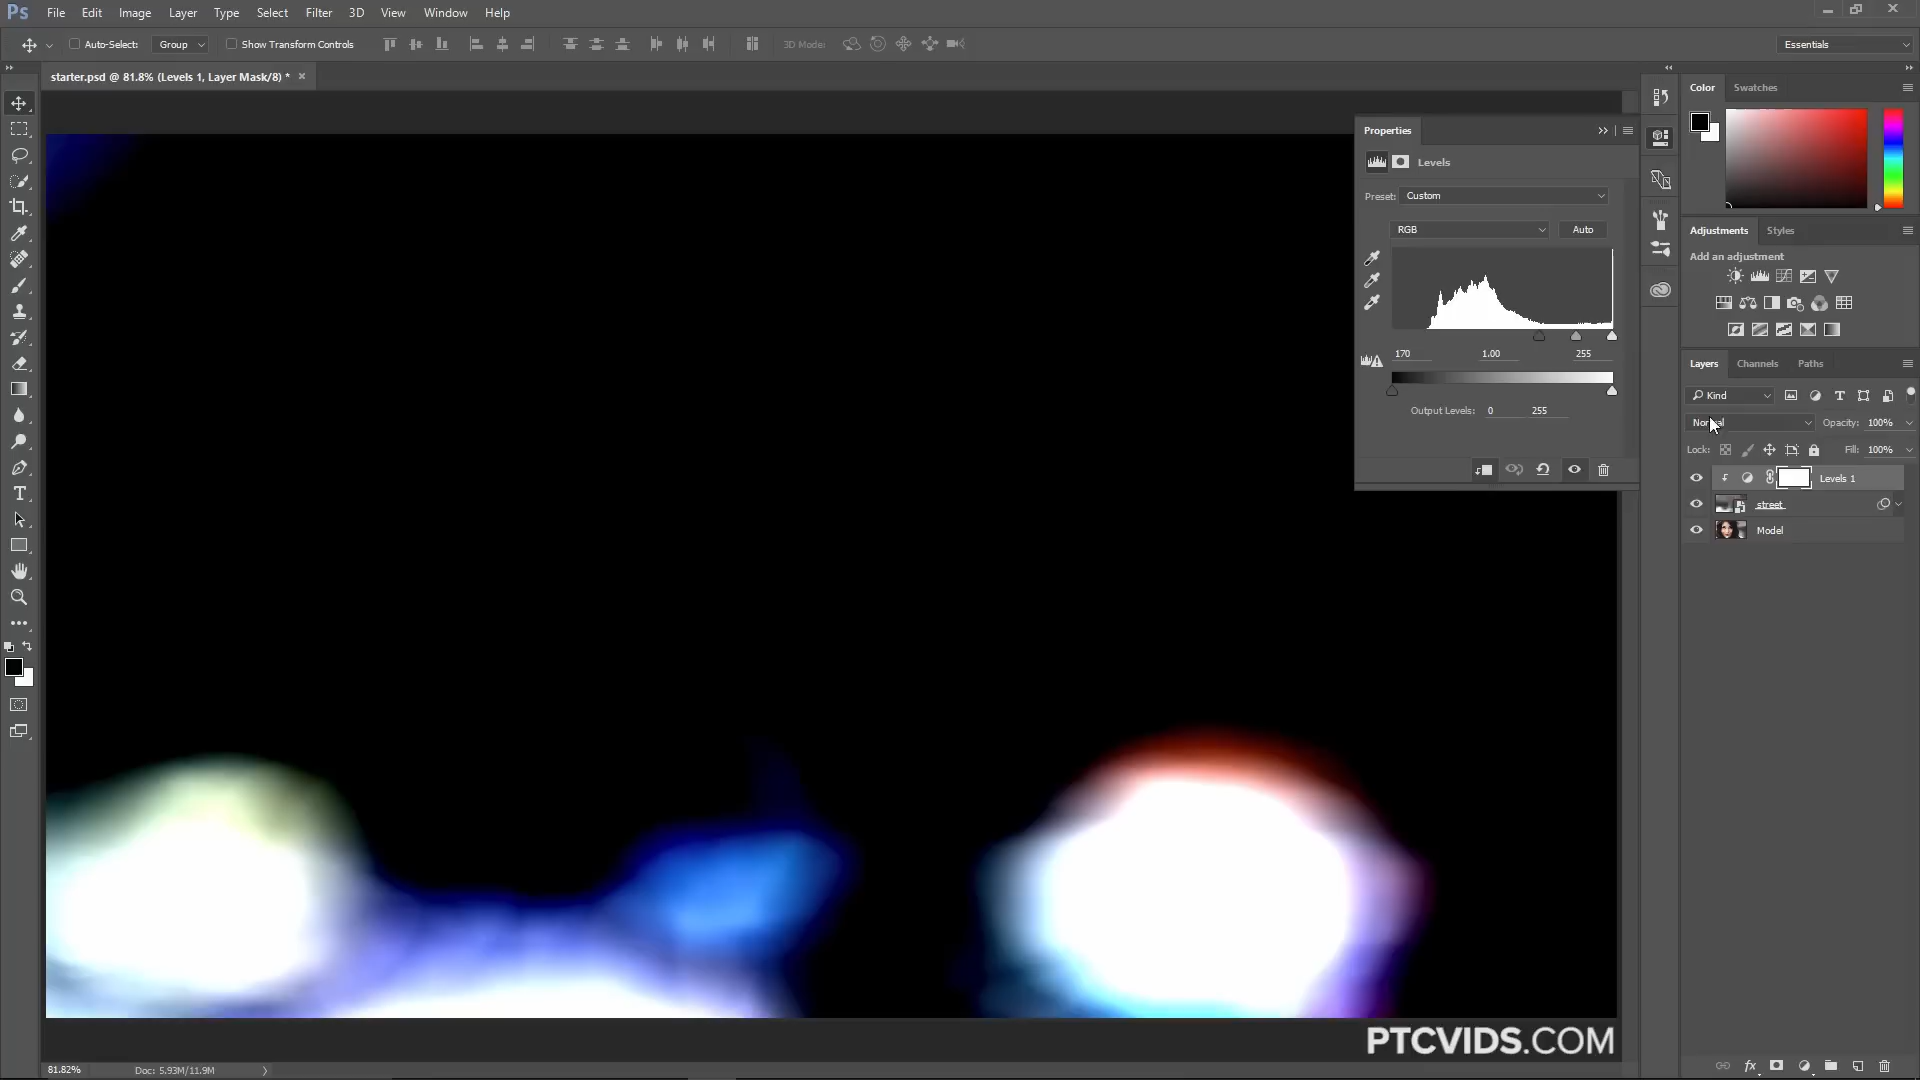 Ps File Edit Image Layer Type Select Filter 3D View Window Help
Auto-Select: Group Show Transform Controls 3D Mode: Essentials
starter.psd @ 81.8% (Levels 1, Layer Mask/8) *
Color Swatches
Properties
Levels
Preset: Custom
RGB Auto
170 1.00 255
Output Levels: 0 255
Adjustments Styles
Add an adjustment
Layers Channels Paths
Kind
Opacity: 100%
Lock: Fill: 100%
Levels 1
street
Model
PTCVIDS.COM
81.82% Doc: 5.93M/11.9M